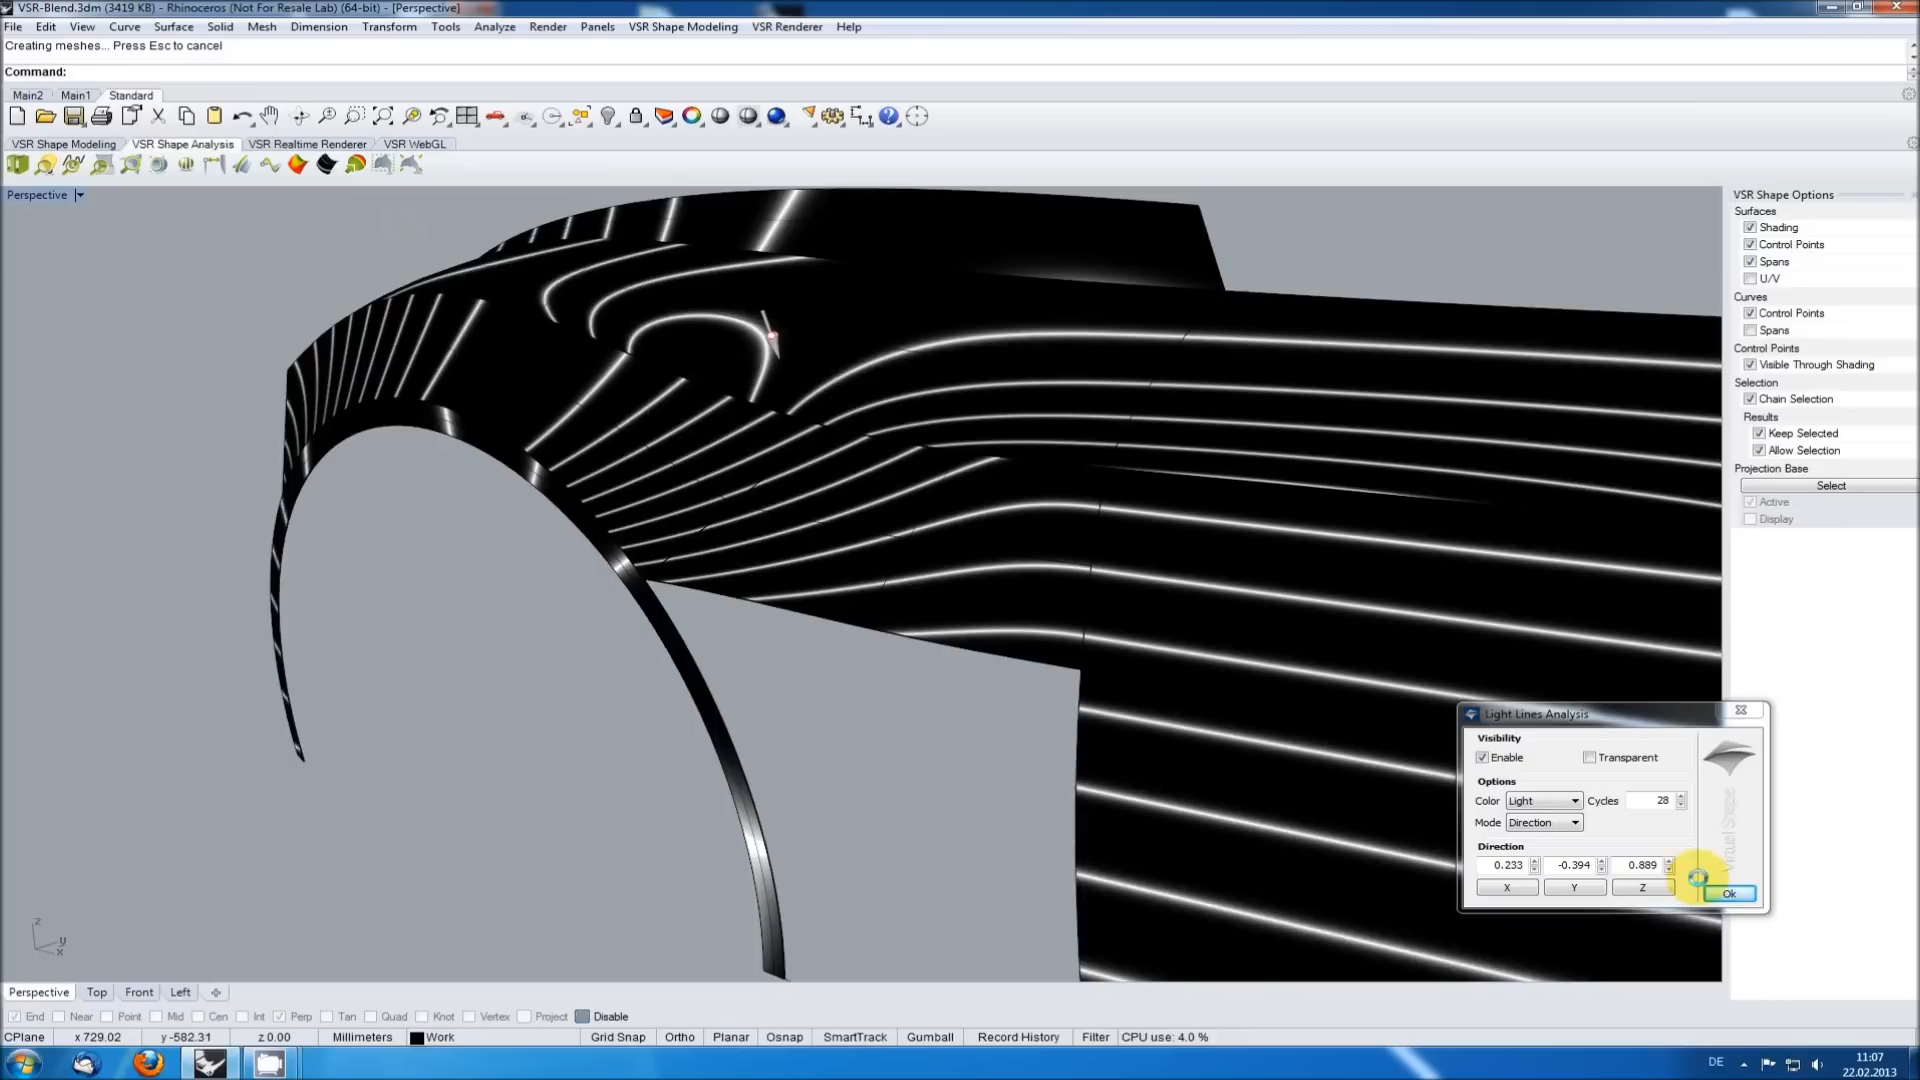 VSR-Blend.3dm (3419 KB) - Rhinoceros (Not For Resale Lab) (64-bit) - [Perspective]
File Edit View Curve Surface Solid Mesh Dimension Transform Tools Analyze Render Panels VSR Shape Modeling VSR Renderer Help
Creating meshes... Press Esc to cancel
Command:
Main2 Main1 Standard
VSR Shape Modeling VSR Shape Analysis VSR Realtime Renderer VSR WebGL
Perspective
VSR Shape Options
Surfaces
Shading
Control Points
Spans
U/V
Curves
Control Points
Spans
Control Points
Visible Through Shading
Selection
Chain Selection
Results
Keep Selected
Allow Selection
Projection Base
Select
Active
Display
Light Lines Analysis
Visibility
Enable Transparent
Options
Color Light Cycles 28
Mode Direction
Direction
0.233 -0.394 0.889
X Y Z Ok
Virtual Shape
z
y
x
Perspective Top Front Left
End Near Point Mid Cen Int Perp Tan Quad Knot Vertex Project Disable
CPlane x 729.02 y -582.31 z 0.00 Millimeters Work Grid Snap Ortho Planar Osnap SmartTrack Gumball Record History Filter CPU use: 4.0 %
DE 11:07
22.02.2013